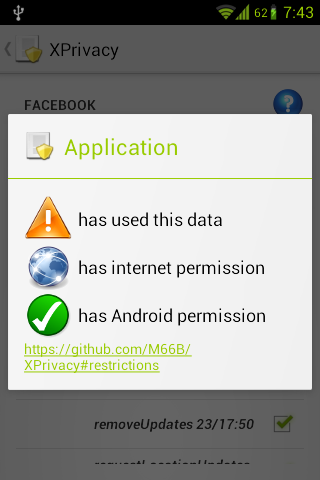 62 7:43
XPrivacy
FACEBOOK
?
Application
has used this data
has internet permission
has Android permission
https://github.com/M66B/
XPrivacy#restrictions
removeUpdates 23/17:50
requestLocationUpdates